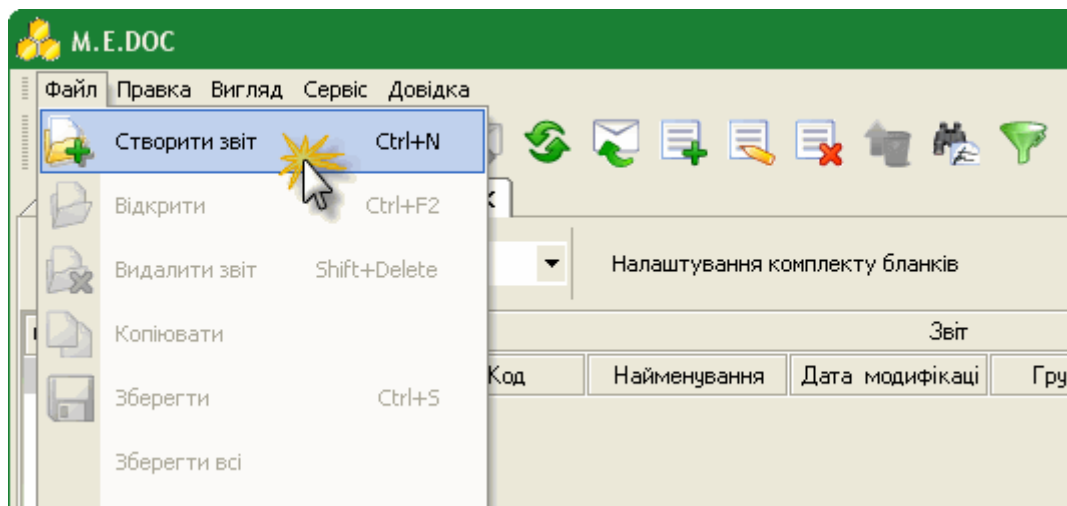 M.E.DOC
Файл Правка Вигляд Сервіс Довідка
Створити звіт Ctrl+N
Відкрити Ctrl+F2
Видалити звіт Shift+Delete
Налаштування комплекту бланків
Копіювати
Звіт
Код Найменування Дата модифікаці Гру
Зберегти Ctrl+S
Зберегти всі